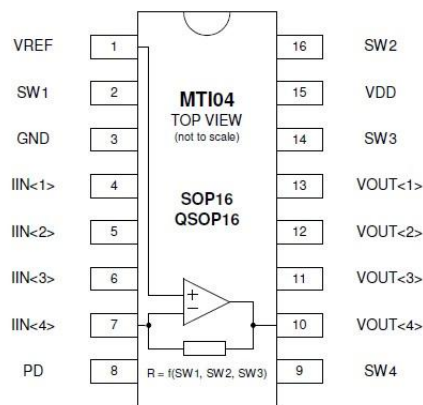 VREF 1 16 SW2
SW1 2 MTI04 15 VDD
TOP VIEW
(not to scale)
GND 3 14 SW3
IIN<1> 4 SOP16 13 VOUT<1>
QSOP16
IIN<2> 5 12 VOUT<2>
IIN<3> 6 11 VOUT<3>
+
−
IIN<4> 7 10 VOUT<4>
PD 8 R = f(SW1, SW2, SW3) 9 SW4